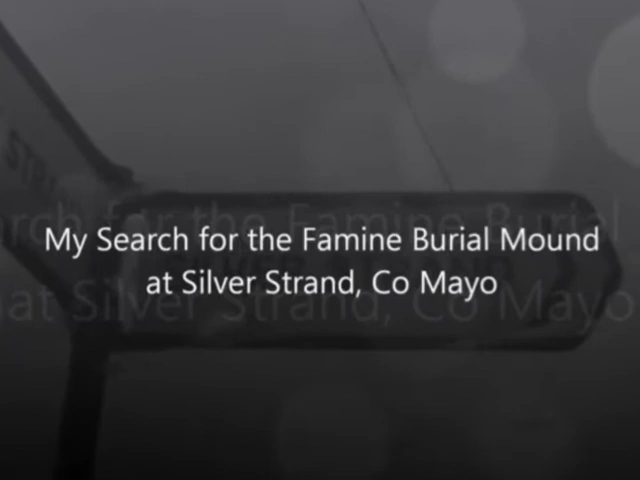 My Search for the Famine Burial Mound
at Silver Strand, Co Mayo